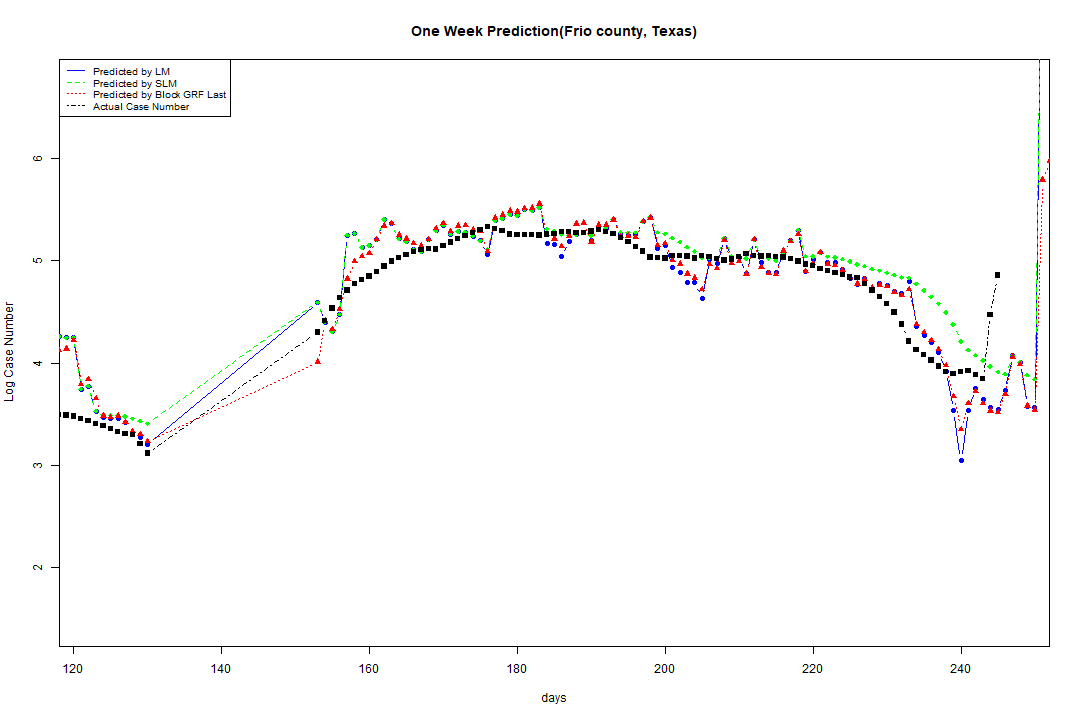 One Week Prediction(Frio county, Texas)
Predicted by LM
Predicted by SLM
Predicted by Block GRF Last
Actual Case Number
Log Case Number
6
5
4
3
2
120 140 160 180 200 220 240
days